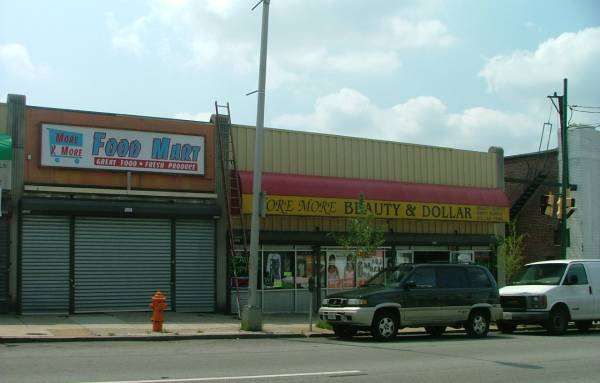 MORE
& MORE
FOOD MART
GREAT FOOD • FRESH PRODUCE
ORE MORE BEAUTY & DOLLAR